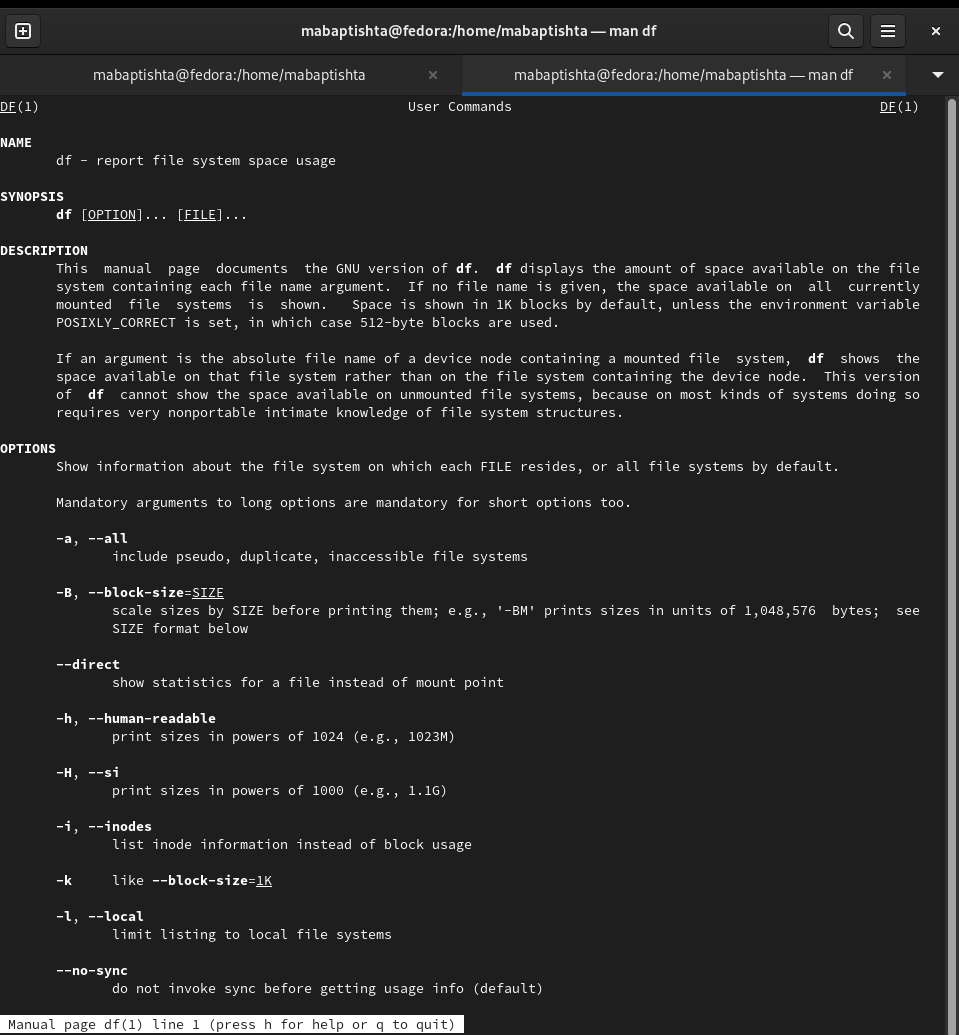 mabaptishta@fedora:/home/mabaptishta — man df
mabaptishta@fedora:/home/mabaptishta
mabaptishta@fedora:/home/mabaptishta — man df
DF(1) User Commands DF(1)
NAME
df - report file system space usage
SYNOPSIS
df [OPTION]... [FILE]...
DESCRIPTION
This manual page documents the GNU version of df. df displays the amount of space available on the file
system containing each file name argument. If no file name is given, the space available on all currently
mounted file systems is shown. Space is shown in 1K blocks by default, unless the environment variable
POSIXLY_CORRECT is set, in which case 512-byte blocks are used.
If an argument is the absolute file name of a device node containing a mounted file system, df shows the
space available on that file system rather than on the file system containing the device node. This version
of df cannot show the space available on unmounted file systems, because on most kinds of systems doing so
requires very nonportable intimate knowledge of file system structures.
OPTIONS
Show information about the file system on which each FILE resides, or all file systems by default.
Mandatory arguments to long options are mandatory for short options too.
-a, --all
include pseudo, duplicate, inaccessible file systems
-B, --block-size=SIZE
scale sizes by SIZE before printing them; e.g., '-BM' prints sizes in units of 1,048,576 bytes; see
SIZE format below
--direct
show statistics for a file instead of mount point
-h, --human-readable
print sizes in powers of 1024 (e.g., 1023M)
-H, --si
print sizes in powers of 1000 (e.g., 1.1G)
-i, --inodes
list inode information instead of block usage
-k like --block-size=1K
-l, --local
limit listing to local file systems
--no-sync
do not invoke sync before getting usage info (default)
Manual page df(1) line 1 (press h for help or q to quit)